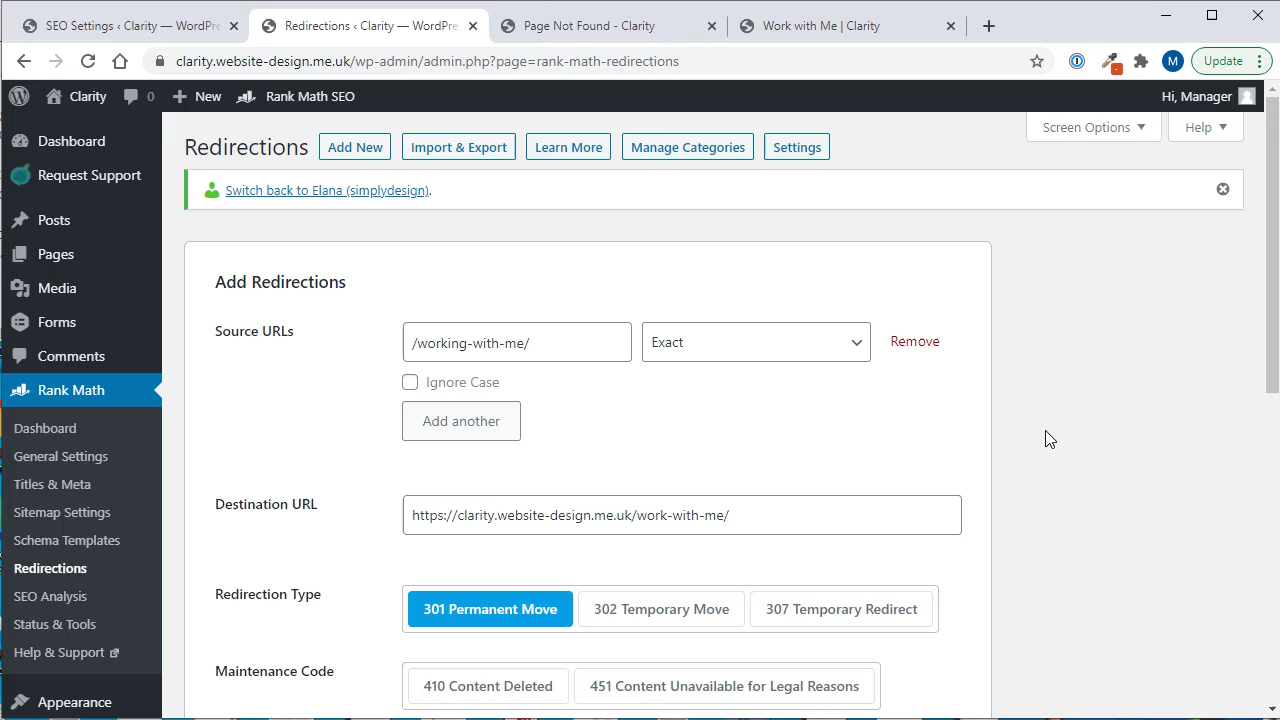 SEO Settings ‹ Clarity — WordPre
Redirections ‹ Clarity — WordPre
Page Not Found - Clarity
Work with Me | Clarity
clarity.website-design.me.uk/wp-admin/admin.php?page=rank-math-redirections
M
Update
Clarity
0
New
Rank Math SEO
Hi, Manager
Dashboard
Request Support
Posts
Pages
Media
Forms
Comments
Rank Math
Dashboard
General Settings
Titles & Meta
Sitemap Settings
Schema Templates
Redirections
SEO Analysis
Status & Tools
Help & Support
Appearance
Screen Options
Help
Redirections
Add New
Import & Export
Learn More
Manage Categories
Settings
Switch back to Elana (simplydesign).
Add Redirections
Source URLs
/working-with-me/
Exact
Remove
Ignore Case
Add another
Destination URL
https://clarity.website-design.me.uk/work-with-me/
Redirection Type
301 Permanent Move
302 Temporary Move
307 Temporary Redirect
Maintenance Code
410 Content Deleted
451 Content Unavailable for Legal Reasons